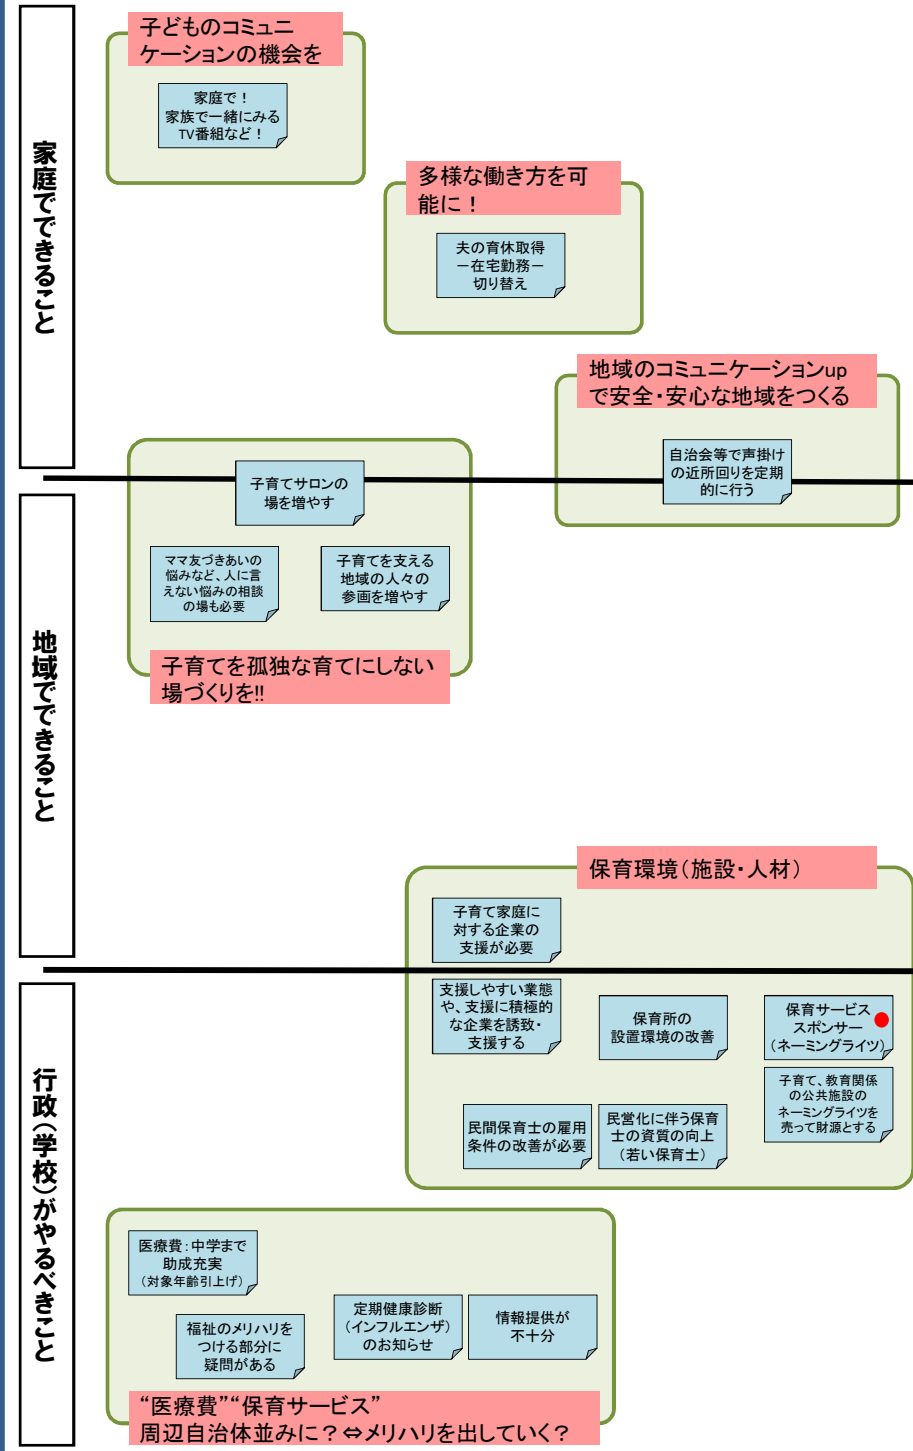 家庭でできること
子どものコミュニ
ケーションの機会を
家庭で！
家族で一緒にみる
TV番組など！
多様な働き方を可
能に！
夫の育休取得
－在宅勤務－
切り替え
地域のコミュニケーションup
で安全・安心な地域をつくる
自治会等で声掛け
の近所回りを定期
的に行う
地域でできること
子育てサロンの
場を増やす
ママ友づきあいの
悩みなど、人に言
えない悩みの相談
の場も必要
子育てを支える
地域の人々の
参画を増やす
子育てを孤独な育てにしない
場づくりを!!
保育環境（施設・人材）
子育て家庭に
対する企業の
支援が必要
行政（学校）がやるべきこと
支援しやすい業態
や、支援に積極的
な企業を誘致・
支援する
保育所の
設置環境の改善
保育サービス
スポンサー
（ネーミングライツ）
子育て、教育関係
の公共施設の
ネーミングライツを
売って財源とする
民間保育士の雇用
条件の改善が必要
民営化に伴う保育
士の資質の向上
（若い保育士）
医療費：中学まで
助成充実
（対象年齢引上げ）
福祉のメリハリを
つける部分に
疑問がある
定期健康診断
（インフルエンザ）
のお知らせ
情報提供が
不十分
“医療費”“保育サービス”
周辺自治体並みに？⇔メリハリを出していく？